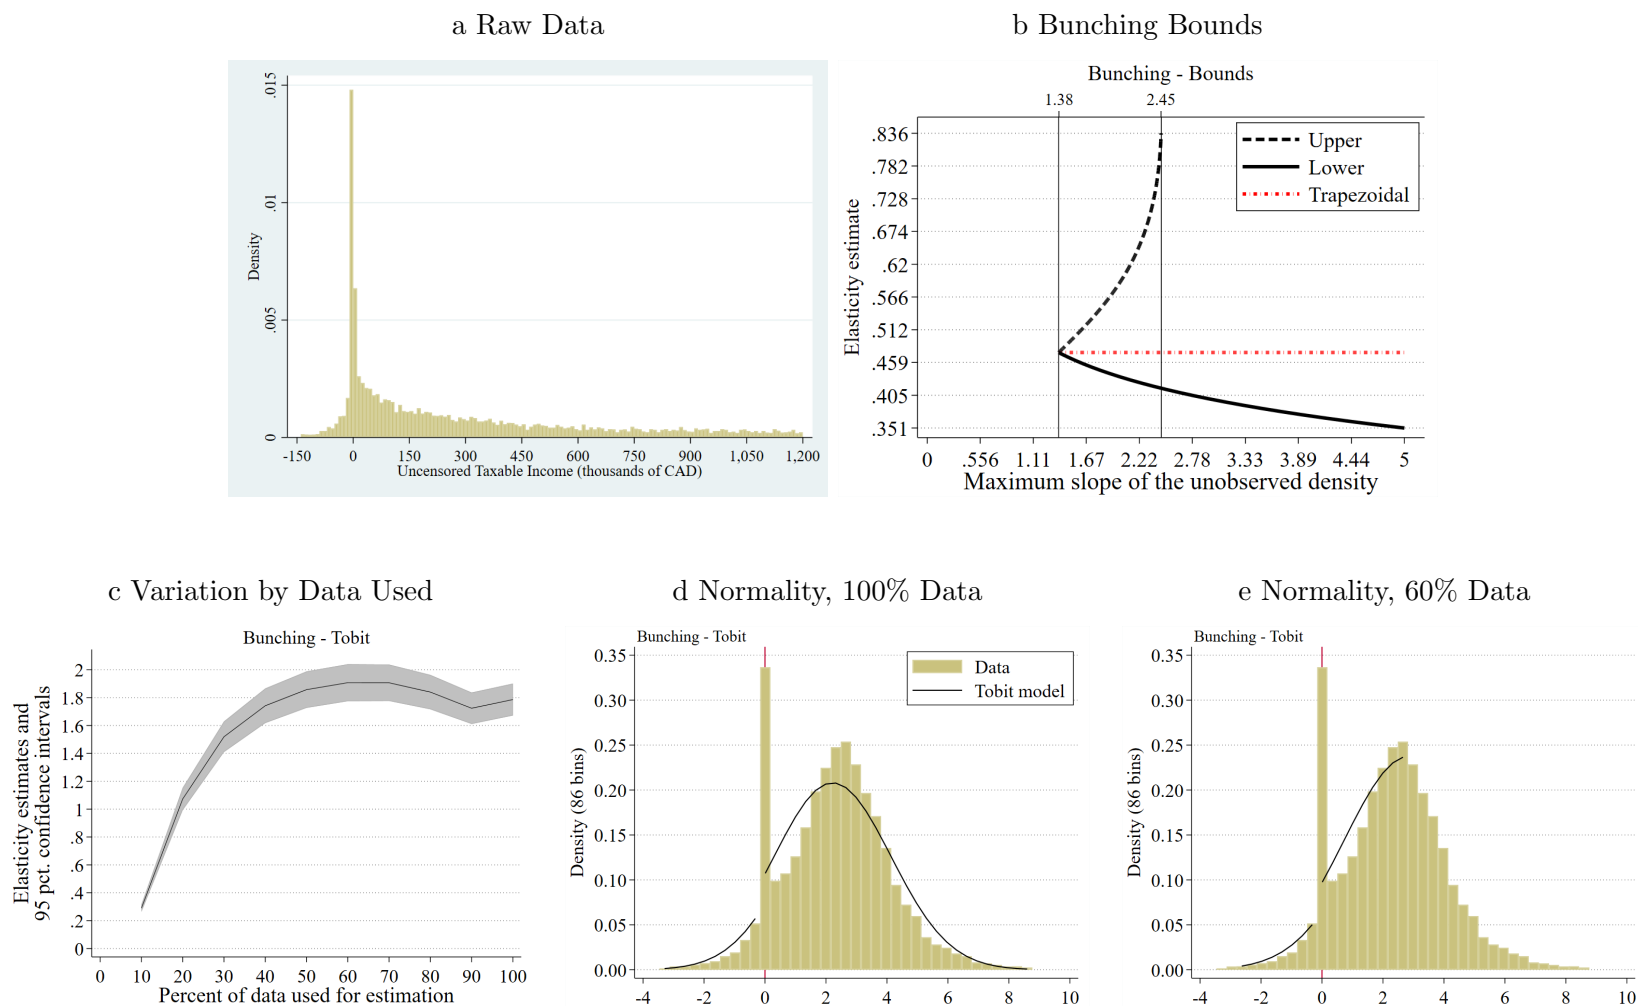 a Raw Data
.015
.01
.005
0
Density
-150 0 150 300 450 600 750 900 1,050 1,200
Uncensored Taxable Income (thousands of CAD)
b Bunching Bounds
Bunching - Bounds
1.38 2.45
.836
.782
.728
.674
.62
.566
.512
.459
.405
.351
Elasticity estimate
Upper
Lower
Trapezoidal
0 .556 1.11 1.67 2.22 2.78 3.33 3.89 4.44 5
Maximum slope of the unobserved density
c Variation by Data Used
Bunching - Tobit
2
1.8
1.6
1.4
1.2
1
.8
.6
.4
.2
0
Elasticity estimates and
95 pct. confidence intervals
0 10 20 30 40 50 60 70 80 90 100
Percent of data used for estimation
d Normality, 100% Data
Bunching - Tobit
0.35
0.30
0.25
0.20
0.15
0.10
0.05
0.00
Density (86 bins)
Data
Tobit model
-4 -2 0 2 4 6 8 10
e Normality, 60% Data
Bunching - Tobit
0.35
0.30
0.25
0.20
0.15
0.10
0.05
0.00
Density (86 bins)
-4 -2 0 2 4 6 8 10